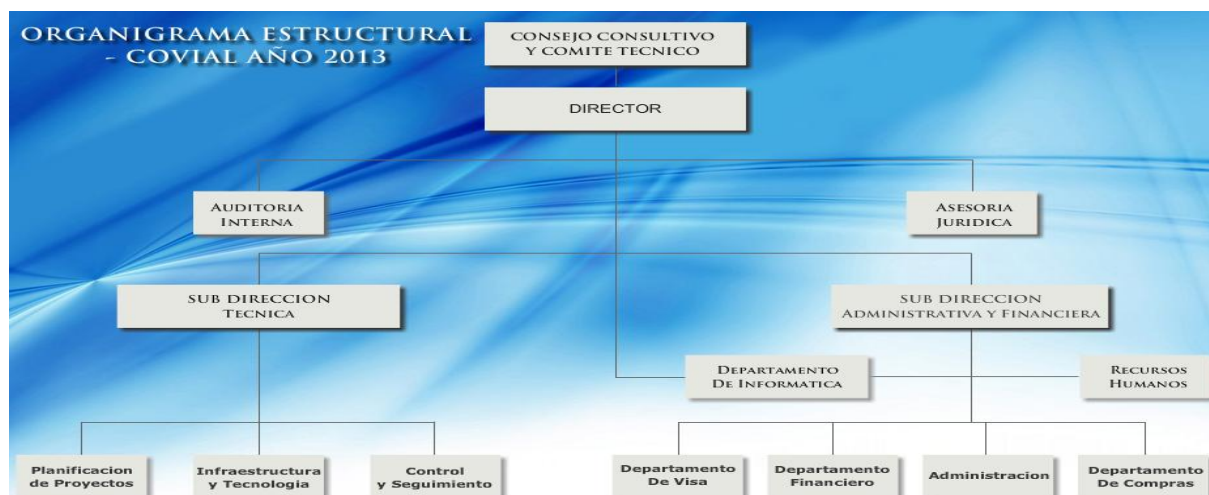 ORGANIGRAMA ESTRUCTURAL
- COVIAL AÑO 2013
CONSEJO CONSULTIVO
Y COMITE TECNICO
DIRECTOR
AUDITORIA
INTERNA
ASESORIA
JURIDICA
SUB DIRECCION
TECNICA
SUB DIRECCION
ADMINISTRATIVA Y FINANCIERA
DEPARTAMENTO
DE INFORMATICA
RECURSOS
HUMANOS
Planificacion
de Proyectos
Infraestructura
y Tecnologia
Control
y Seguimiento
Departamento
De Visa
Departamento
Financiero
Administracion
Departamento
De Compras